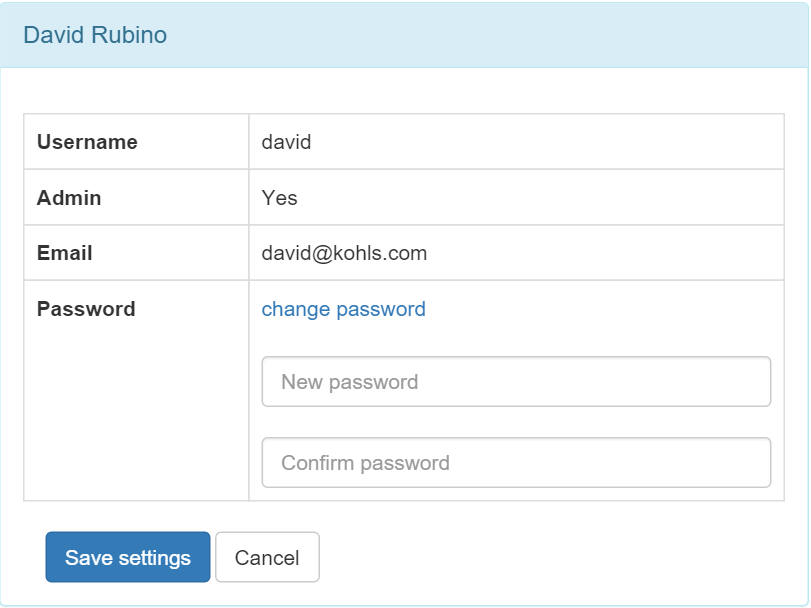 David Rubino
Username david
Admin Yes
Email david@kohls.com
Password change password
New password
Confirm password
Save settings Cancel